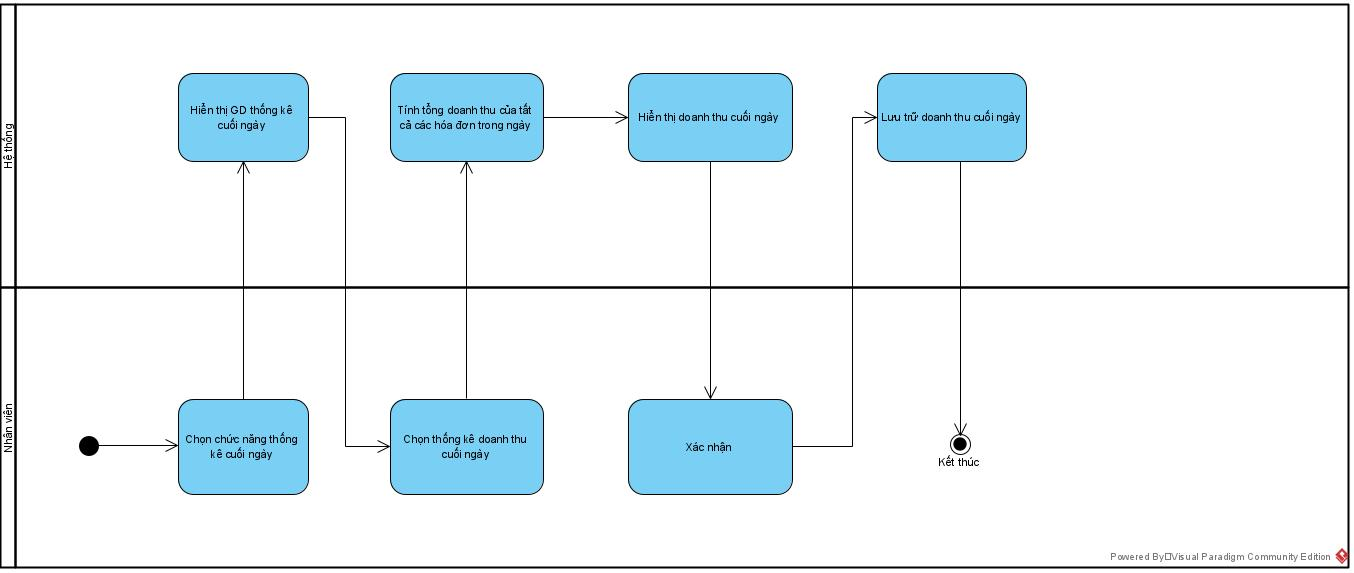 Hệ thống
Hiển thị GD thống kê
cuối ngày
Tính tổng doanh thu của tất
cả các hóa đơn trong ngày
Hiển thị doanh thu cuối ngày
Lưu trữ doanh thu cuối ngày
Nhân viên
Chọn chức năng thống
kê cuối ngày
Chọn thống kê doanh thu
cuối ngày
Xác nhận
Kết thúc
Powered By Visual Paradigm Community Edition